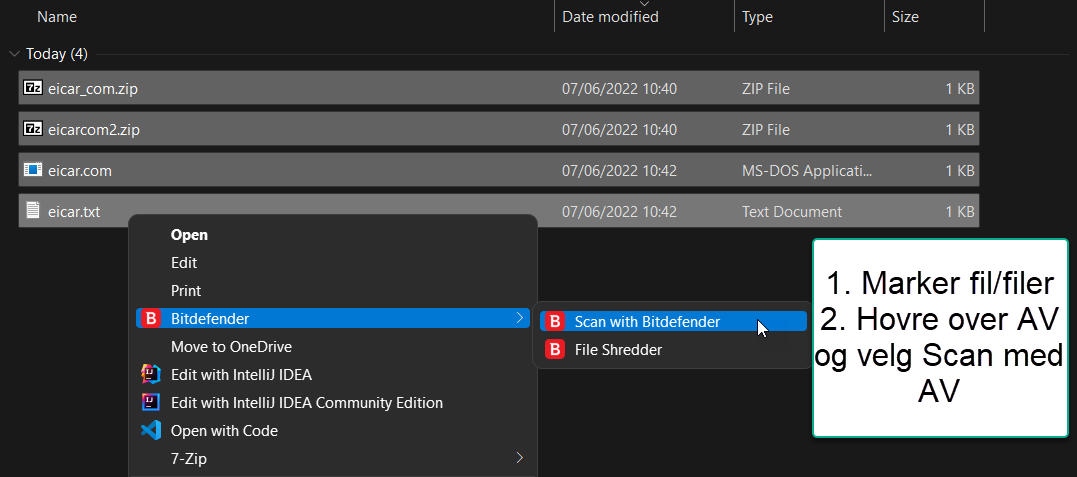 Name Date modified Type Size
Today (4)
eicar_com.zip 07/06/2022 10:40 ZIP File 1 KB
eicarcom2.zip 07/06/2022 10:40 ZIP File 1 KB
eicar.com 07/06/2022 10:42 MS-DOS Applicati... 1 KB
eicar.txt 07/06/2022 10:42 Text Document 1 KB
Open
Edit
Print
Bitdefender
Move to OneDrive
Edit with IntelliJ IDEA
Edit with IntelliJ IDEA Community Edition
Open with Code
7-Zip
Scan with Bitdefender
File Shredder
1. Marker fil/filer
2. Hovre over AV
og velg Scan med
AV